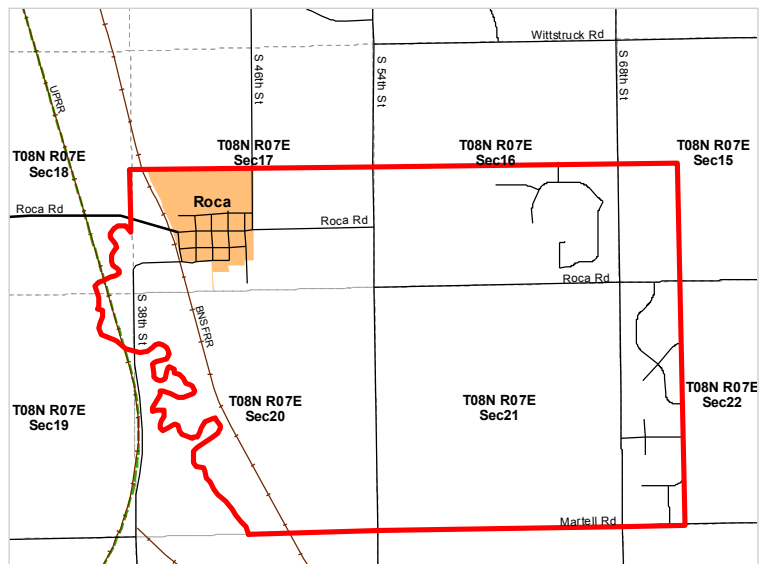 Wittstruck Rd
S 46th St
S 54th St
S 68th St
UPRR
T08N R07E
Sec18
T08N R07E
Sec17
T08N R07E
Sec16
T08N R07E
Sec15
Roca
Roca Rd
Roca Rd
Roca Rd
S 38th St
BNSFRR
T08N R07E
Sec19
T08N R07E
Sec20
T08N R07E
Sec21
T08N R07E
Sec22
Martell Rd